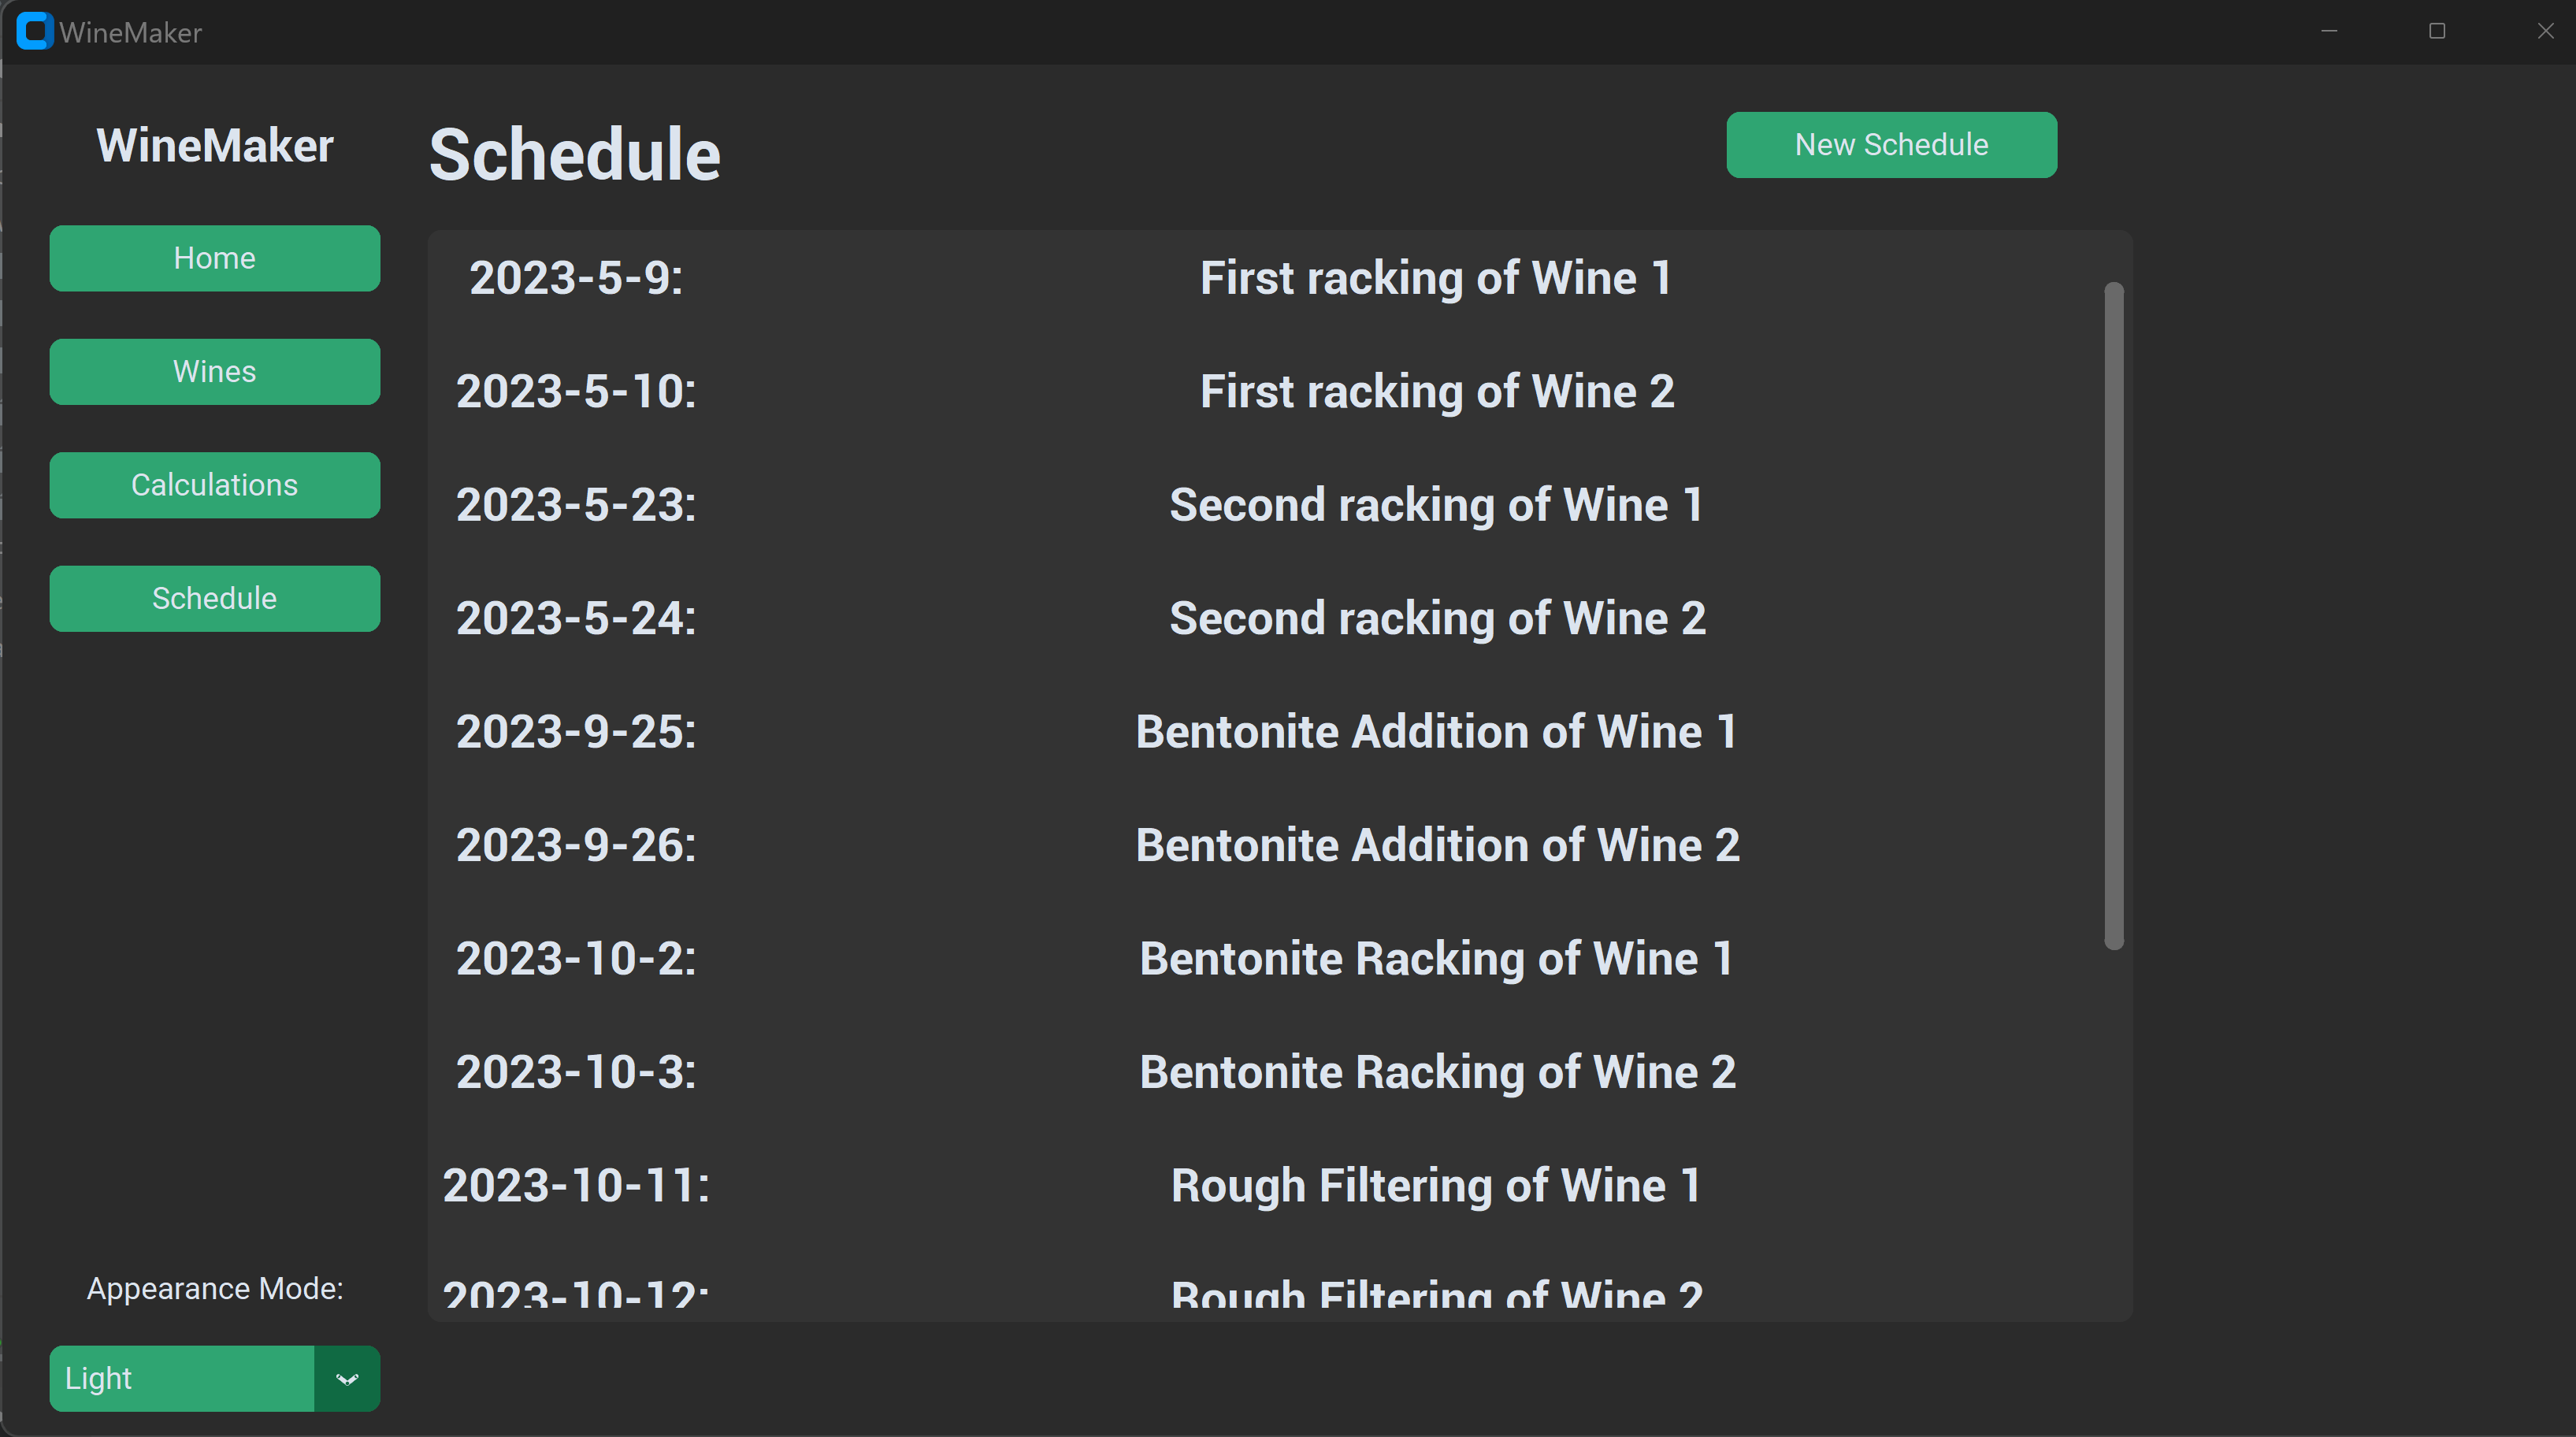 WineMaker
WineMaker
Schedule
New Schedule
Home
Wines
Calculations
Schedule
2023-5-9: First racking of Wine 1
2023-5-10: First racking of Wine 2
2023-5-23: Second racking of Wine 1
2023-5-24: Second racking of Wine 2
2023-9-25: Bentonite Addition of Wine 1
2023-9-26: Bentonite Addition of Wine 2
2023-10-2: Bentonite Racking of Wine 1
2023-10-3: Bentonite Racking of Wine 2
2023-10-11: Rough Filtering of Wine 1
2023-10-12: Rough Filtering of Wine 2
Appearance Mode:
Light